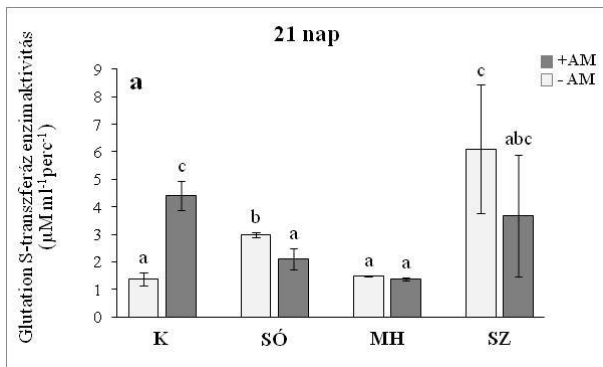 21 nap
+AM
- AM
a
Glutation S-transzferáz enzimaktivitás
(µM ml⁻¹perc⁻¹)
9
8
7
6
5
4
3
2
1
0
a
c
b
a
a
a
c
abc
K
SÓ
MH
SZ